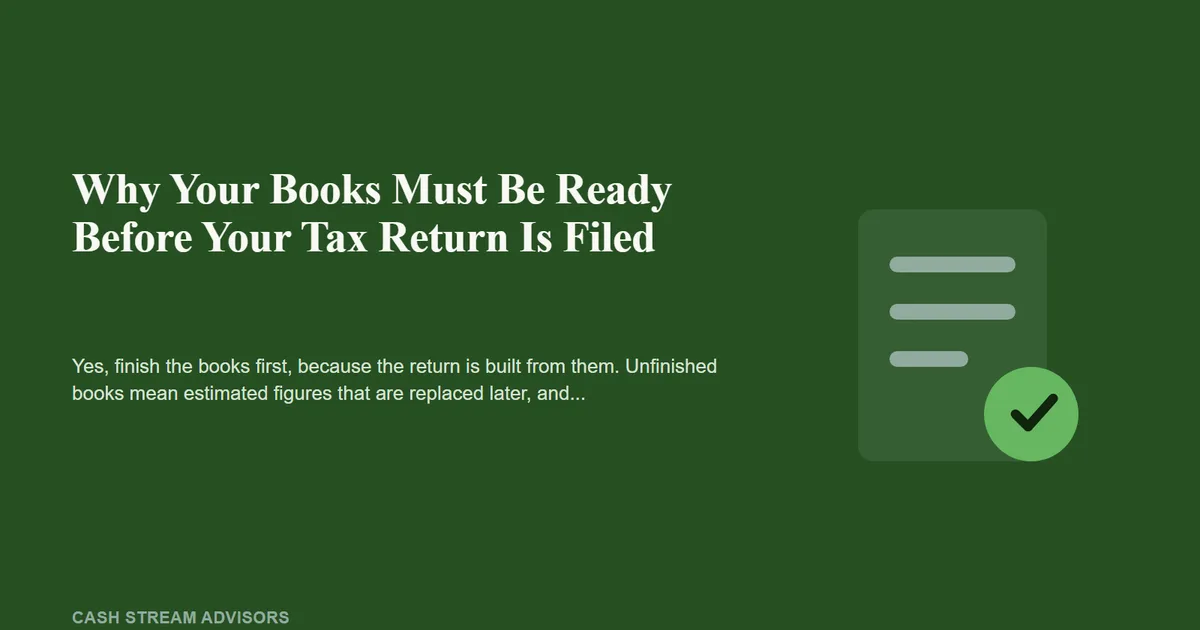 Why Your Books Must Be Ready
Before Your Tax Return Is Filed
Yes, finish the books first, because the return is built from them. Unfinished
books mean estimated figures that are replaced later, and...
CASH STREAM ADVISORS